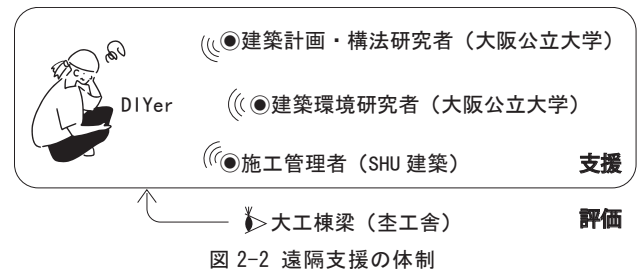 ◉建築計画・構法研究者（大阪公立大学）
DIYer
◉建築環境研究者（大阪公立大学）
◉施工管理者（SHU 建築）
支援
大工棟梁（杢工舎）
評価
図 2-2 遠隔支援の体制